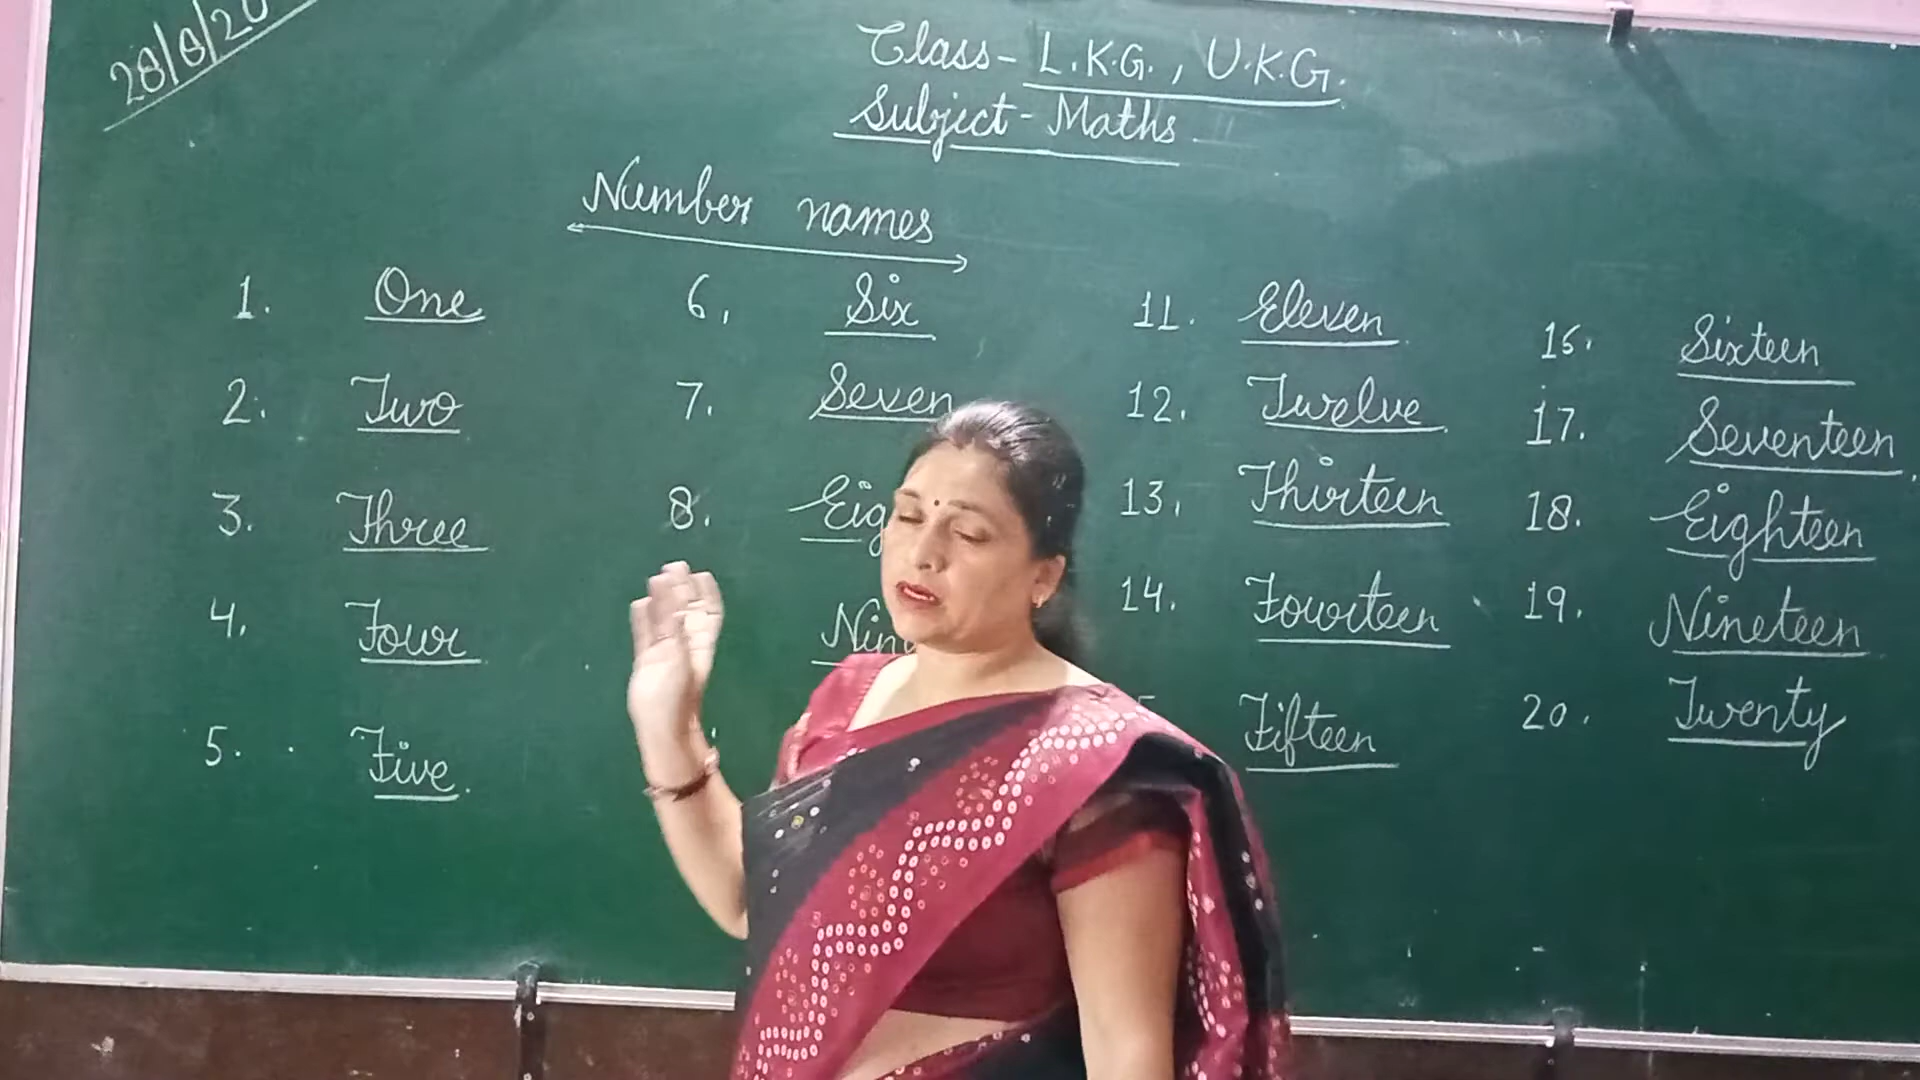 28/8/20
Class - L.K.G., U.K.G.
Subject - Maths
Number names
1. One
2. Two
3. Three
4. Four
5. Five.
6. Six
7. Seven
8. Eig
Nin
11. Eleven
12. Twelve
13. Thirteen
14. Fourteen
Fifteen
16. Sixteen
17. Seventeen
18. Eighteen
19. Nineteen
20. Twenty